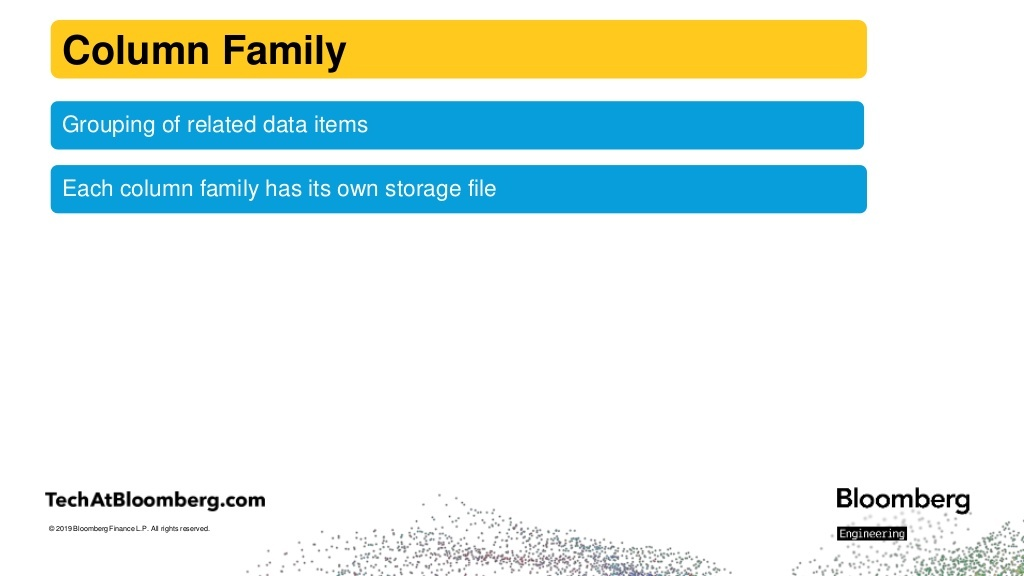 Column Family
Grouping of related data items
Each column family has its own storage file
TechAtBloomberg.com
© 2019 Bloomberg Finance L.P. All rights reserved.
Bloomberg
Engineering